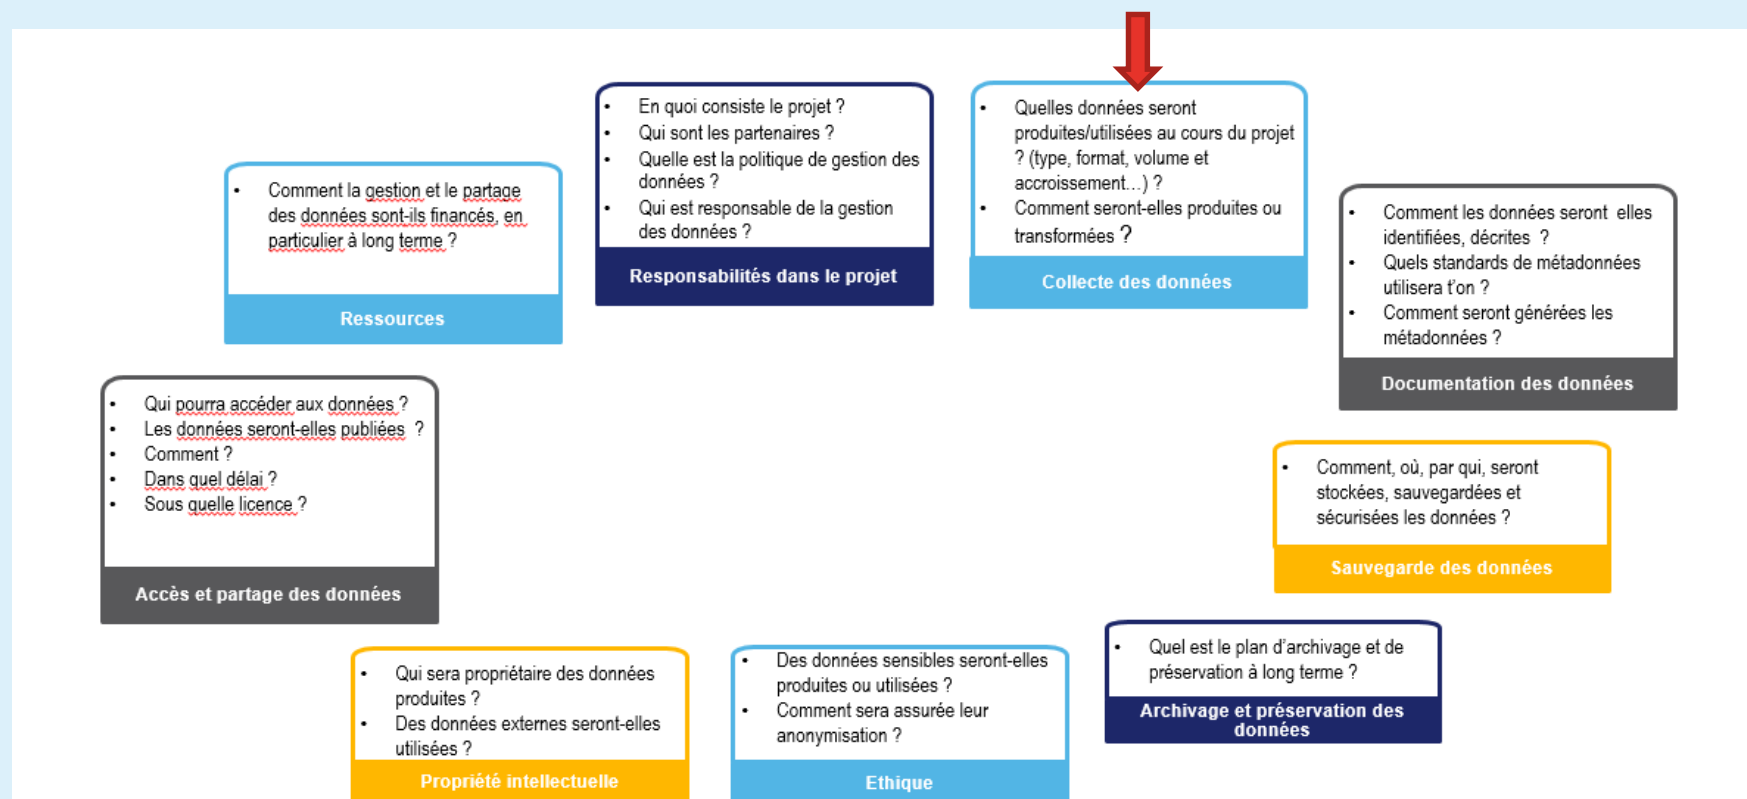 • En quoi consiste le projet ?
• Qui sont les partenaires ?
• Quelle est la politique de gestion des
données ?
• Qui est responsable de la gestion
des données ?
Responsabilités dans le projet
• Quelles données seront
produites/utilisées au cours du projet
? (type, format, volume et
accroissement...) ?
• Comment seront-elles produites ou
transformées ?
Collecte des données
• Comment les données seront elles
identifiées, décrites ?
• Quels standards de métadonnées
utilisera t'on ?
• Comment seront générées les
métadonnées ?
Documentation des données
• Comment, où, par qui, seront
stockées, sauvegardées et
sécurisées les données ?
Sauvegarde des données
• Quel est le plan d'archivage et de
préservation à long terme ?
Archivage et préservation des
données
• Des données sensibles seront-elles
produites ou utilisées ?
• Comment sera assurée leur
anonymisation ?
Ethique
• Qui sera propriétaire des données
produites ?
• Des données externes seront-elles
utilisées ?
Propriété intellectuelle
• Qui pourra accéder aux données ?
• Les données seront-elles publiées ?
• Comment ?
• Dans quel délai ?
• Sous quelle licence ?
Accès et partage des données
• Comment la gestion et le partage
des données sont-ils financés, en
particulier à long terme ?
Ressources